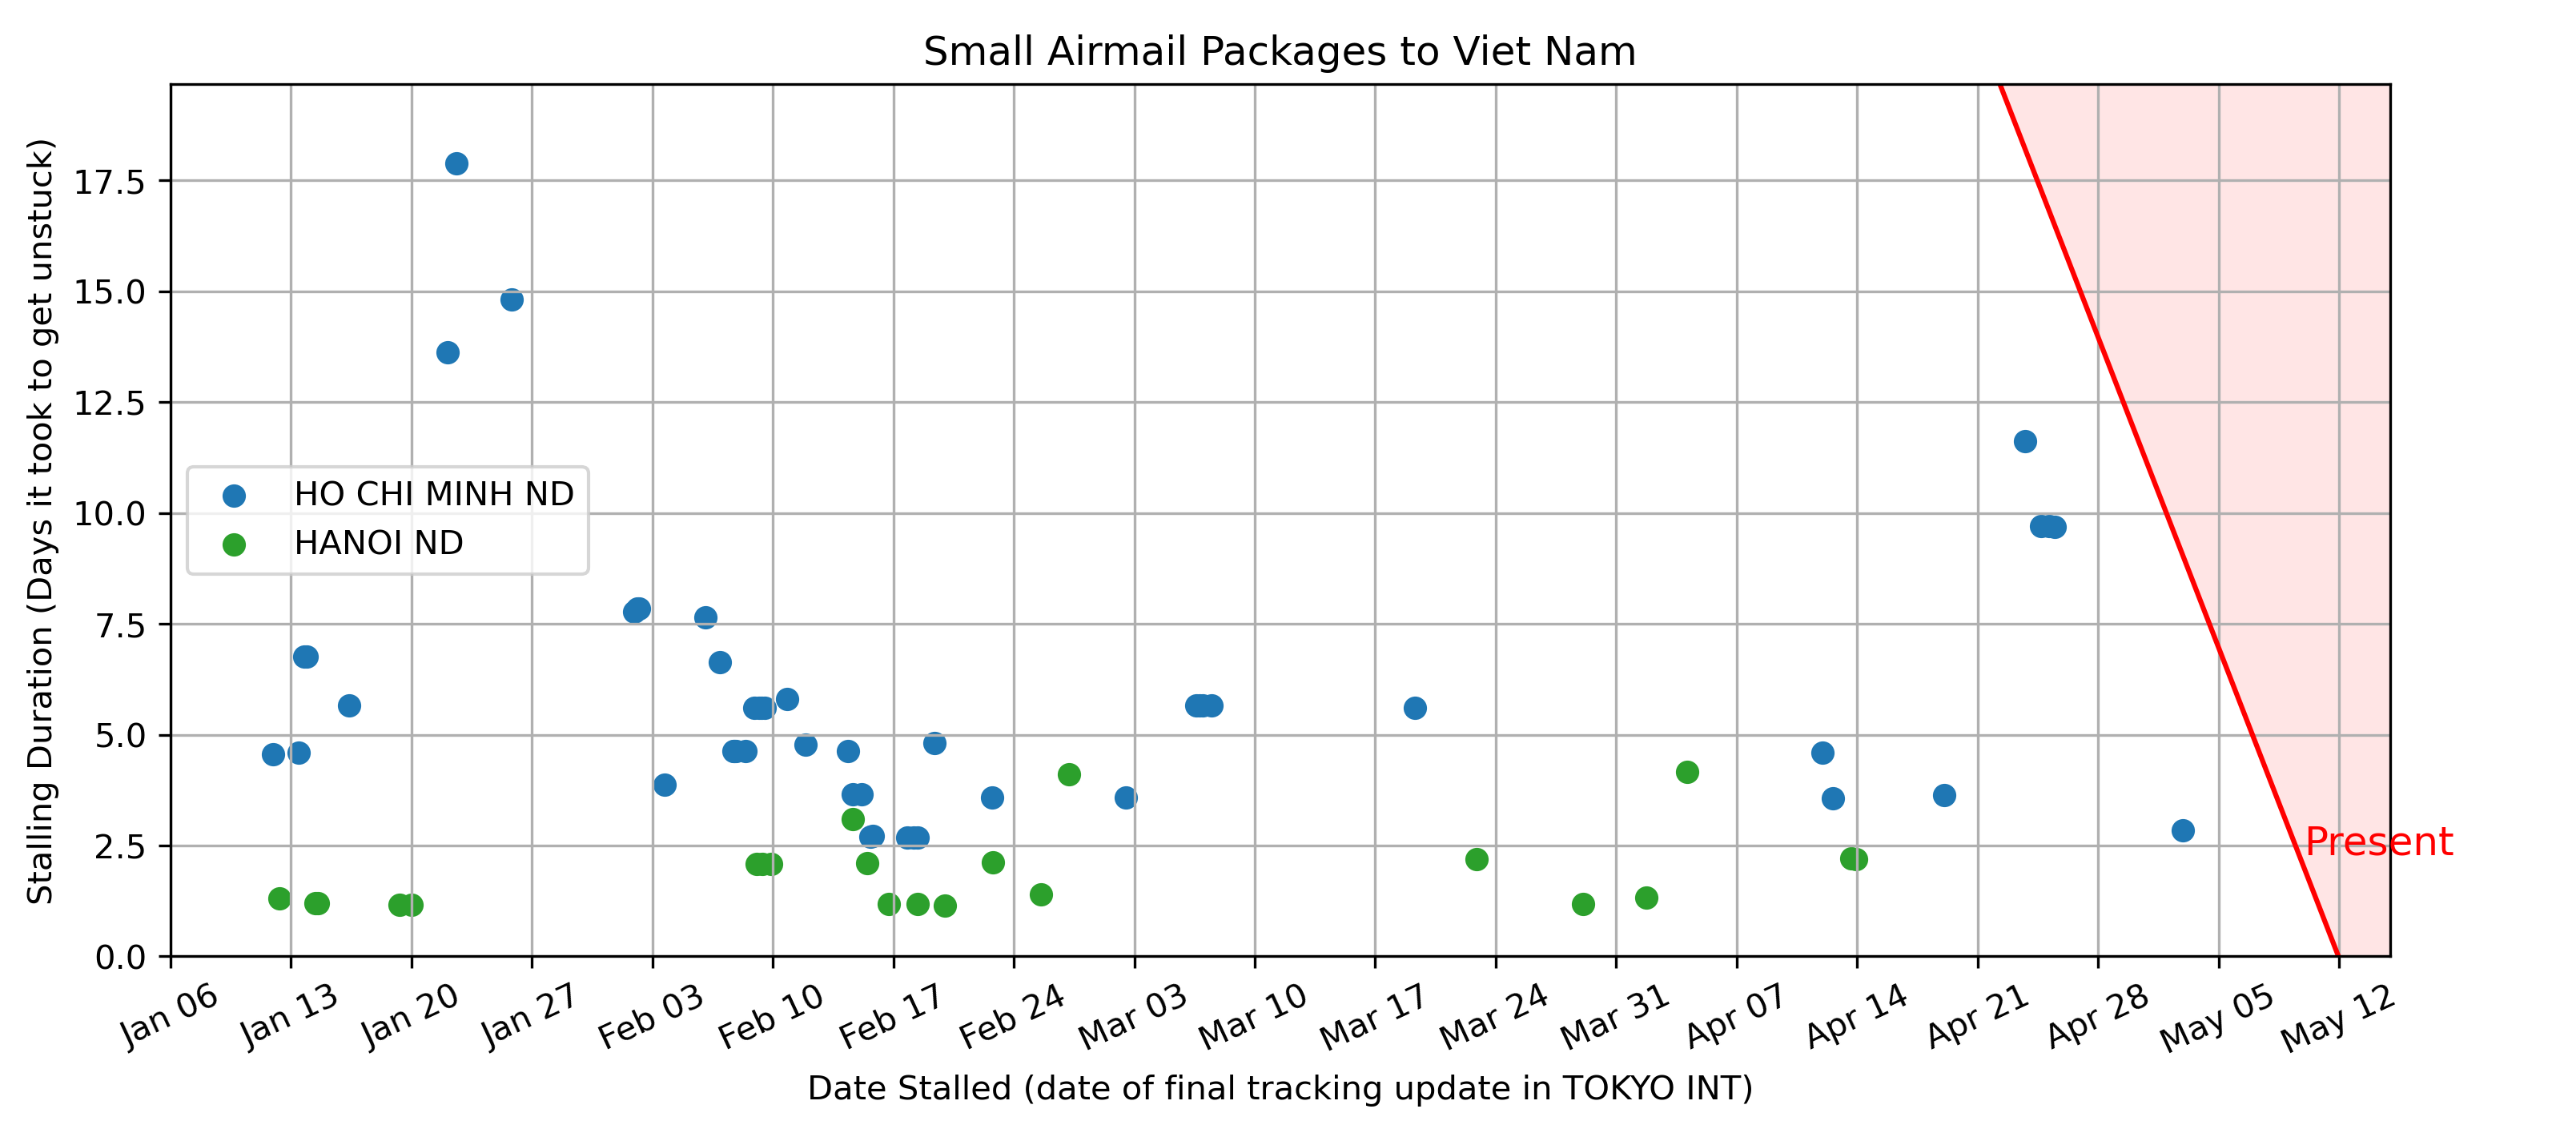 Small Airmail Packages to Viet Nam
Stalling Duration (Days it took to get unstuck)
17.5
15.0
12.5
10.0
7.5
5.0
2.5
0.0
HO CHI MINH ND
HANOI ND
Present
Jan 06
Jan 13
Jan 20
Jan 27
Feb 03
Feb 10
Feb 17
Feb 24
Mar 03
Mar 10
Mar 17
Mar 24
Mar 31
Apr 07
Apr 14
Apr 21
Apr 28
May 05
May 12
Date Stalled (date of final tracking update in TOKYO INT)